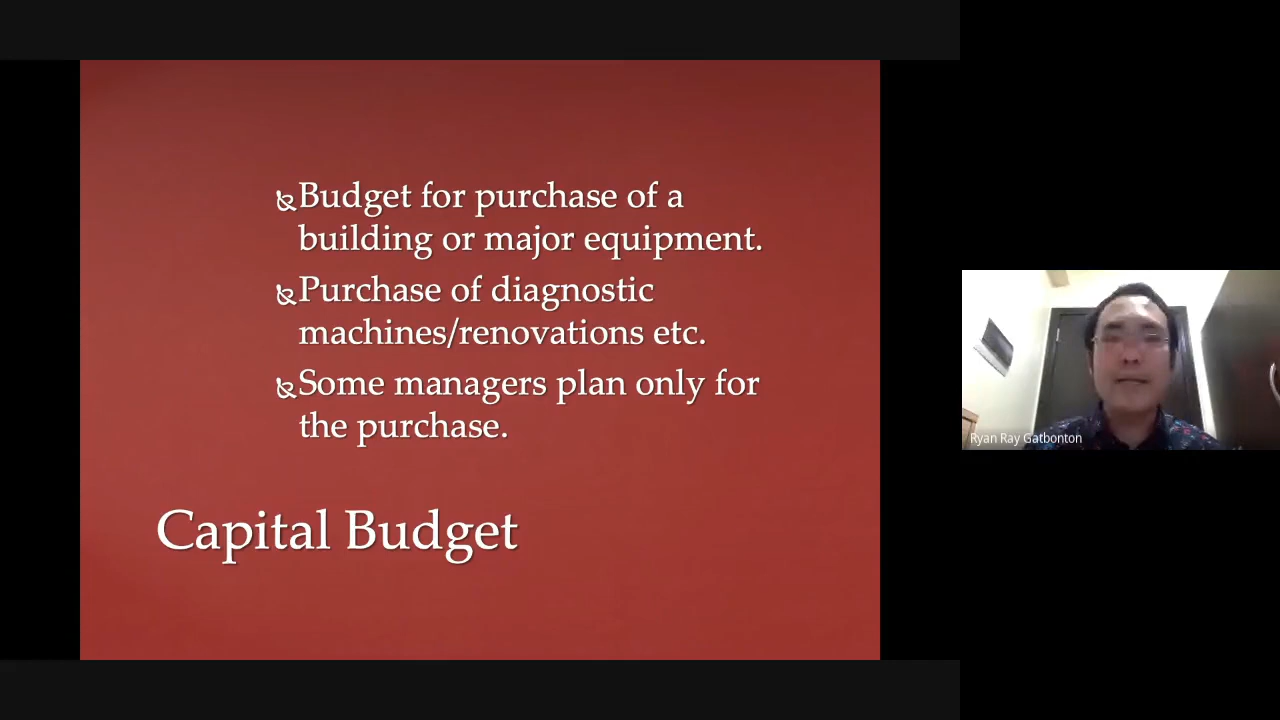 Budget for purchase of a
building or major equipment.
Purchase of diagnostic
machines/renovations etc.
Some managers plan only for
the purchase.
Capital Budget
Ryan Ray Gatbonton